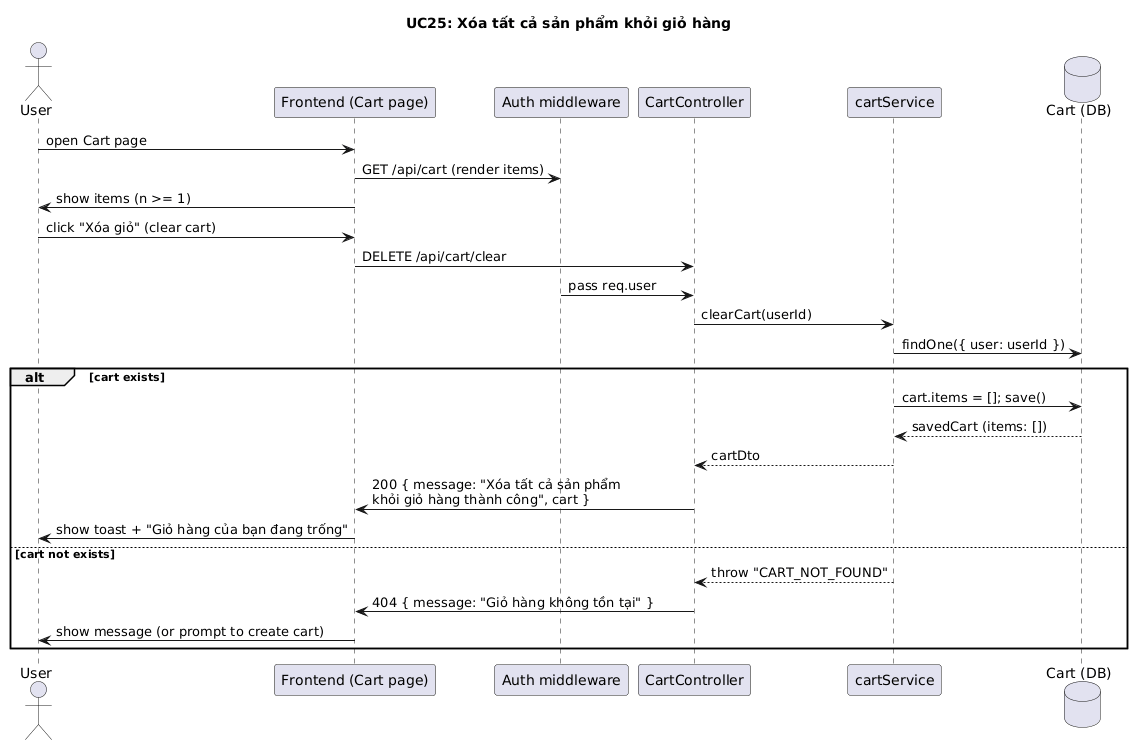 UC25: Xóa tất cả sản phẩm khỏi giỏ hàng
User
Frontend (Cart page)
Auth middleware
CartController
cartService
Cart (DB)
open Cart page
GET /api/cart (render items)
show items (n >= 1)
click "Xóa giỏ" (clear cart)
DELETE /api/cart/clear
pass req.user
clearCart(userId)
findOne({ user: userId })
alt
[cart exists]
cart.items = []; save()
savedCart (items: [])
cartDto
200 { message: "Xóa tất cả sản phẩm
khỏi giỏ hàng thành công", cart }
show toast + "Giỏ hàng của bạn đang trống"
[cart not exists]
throw "CART_NOT_FOUND"
404 { message: "Giỏ hàng không tồn tại" }
show message (or prompt to create cart)
User
Frontend (Cart page)
Auth middleware
CartController
cartService
Cart (DB)